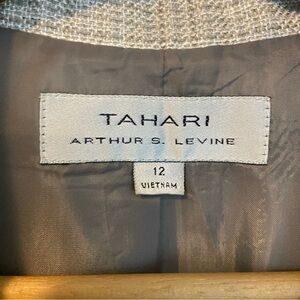 TAHARI
ARTHUR S. LEVINE
12
VIETNAM